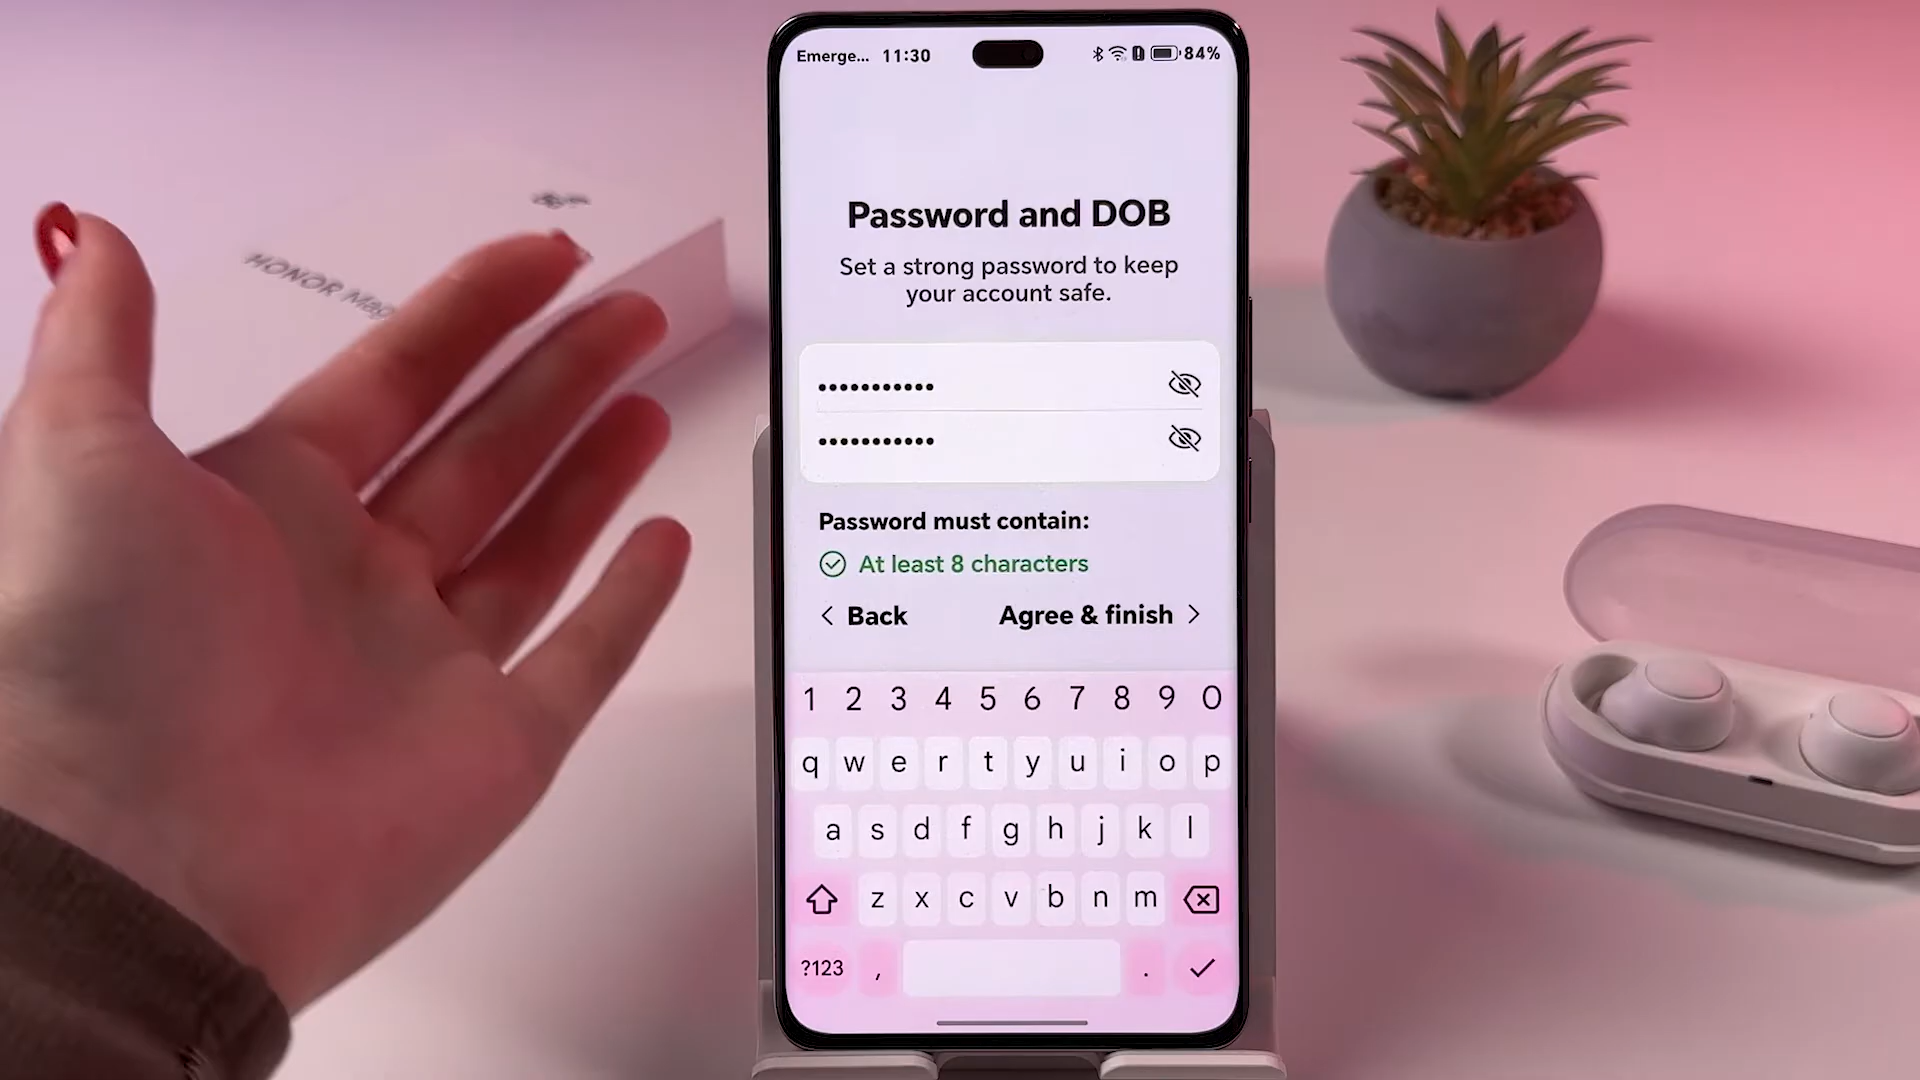 HONOR
Emerge... 11:30 84%
Password and DOB
Set a strong password to keep
your account safe.
•••••••••••
•••••••••••
Password must contain:
At least 8 characters
Back Agree & finish
1 2 3 4 5 6 7 8 9 0
q w e r t y u i o p
a s d f g h j k l
z x c v b n m
?123 , .